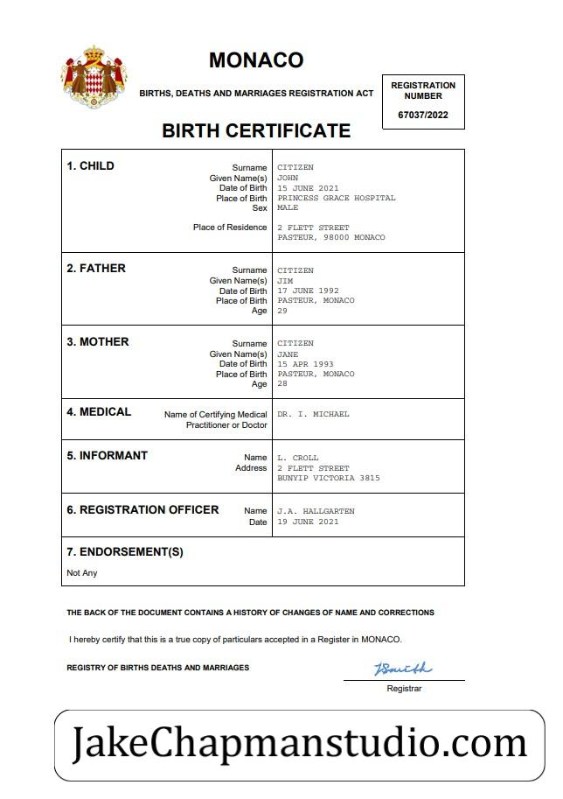 MONACO
BIRTHS, DEATHS AND MARRIAGES REGISTRATION ACT
REGISTRATION
NUMBER
67037/2022
BIRTH CERTIFICATE
1. CHILD
Surname CITIZEN
Given Name(s) JOHN
Date of Birth 15 JUNE 2021
Place of Birth PRINCESS GRACE HOSPITAL
Sex MALE
Place of Residence 2 FLETT STREET
PASTEUR, 98000 MONACO
2. FATHER
Surname CITIZEN
Given Name(s) JIM
Date of Birth 17 JUNE 1992
Place of Birth PASTEUR, MONACO
Age 29
3. MOTHER
Surname CITIZEN
Given Name(s) JANE
Date of Birth 15 APR 1993
Place of Birth PASTEUR, MONACO
Age 28
4. MEDICAL
Name of Certifying Medical DR. I. MICHAEL
Practitioner or Doctor
5. INFORMANT
Name L. CROLL
Address 2 FLETT STREET
BUNYIP VICTORIA 3815
6. REGISTRATION OFFICER
Name J.A. HALLGARTEN
Date 19 JUNE 2021
7. ENDORSEMENT(S)
Not Any
THE BACK OF THE DOCUMENT CONTAINS A HISTORY OF CHANGES OF NAME AND CORRECTIONS
I hereby certify that this is a true copy of particulars accepted in a Register in MONACO.
REGISTRY OF BIRTHS DEATHS AND MARRIAGES
JSmith
Registrar
JakeChapmanstudio.com